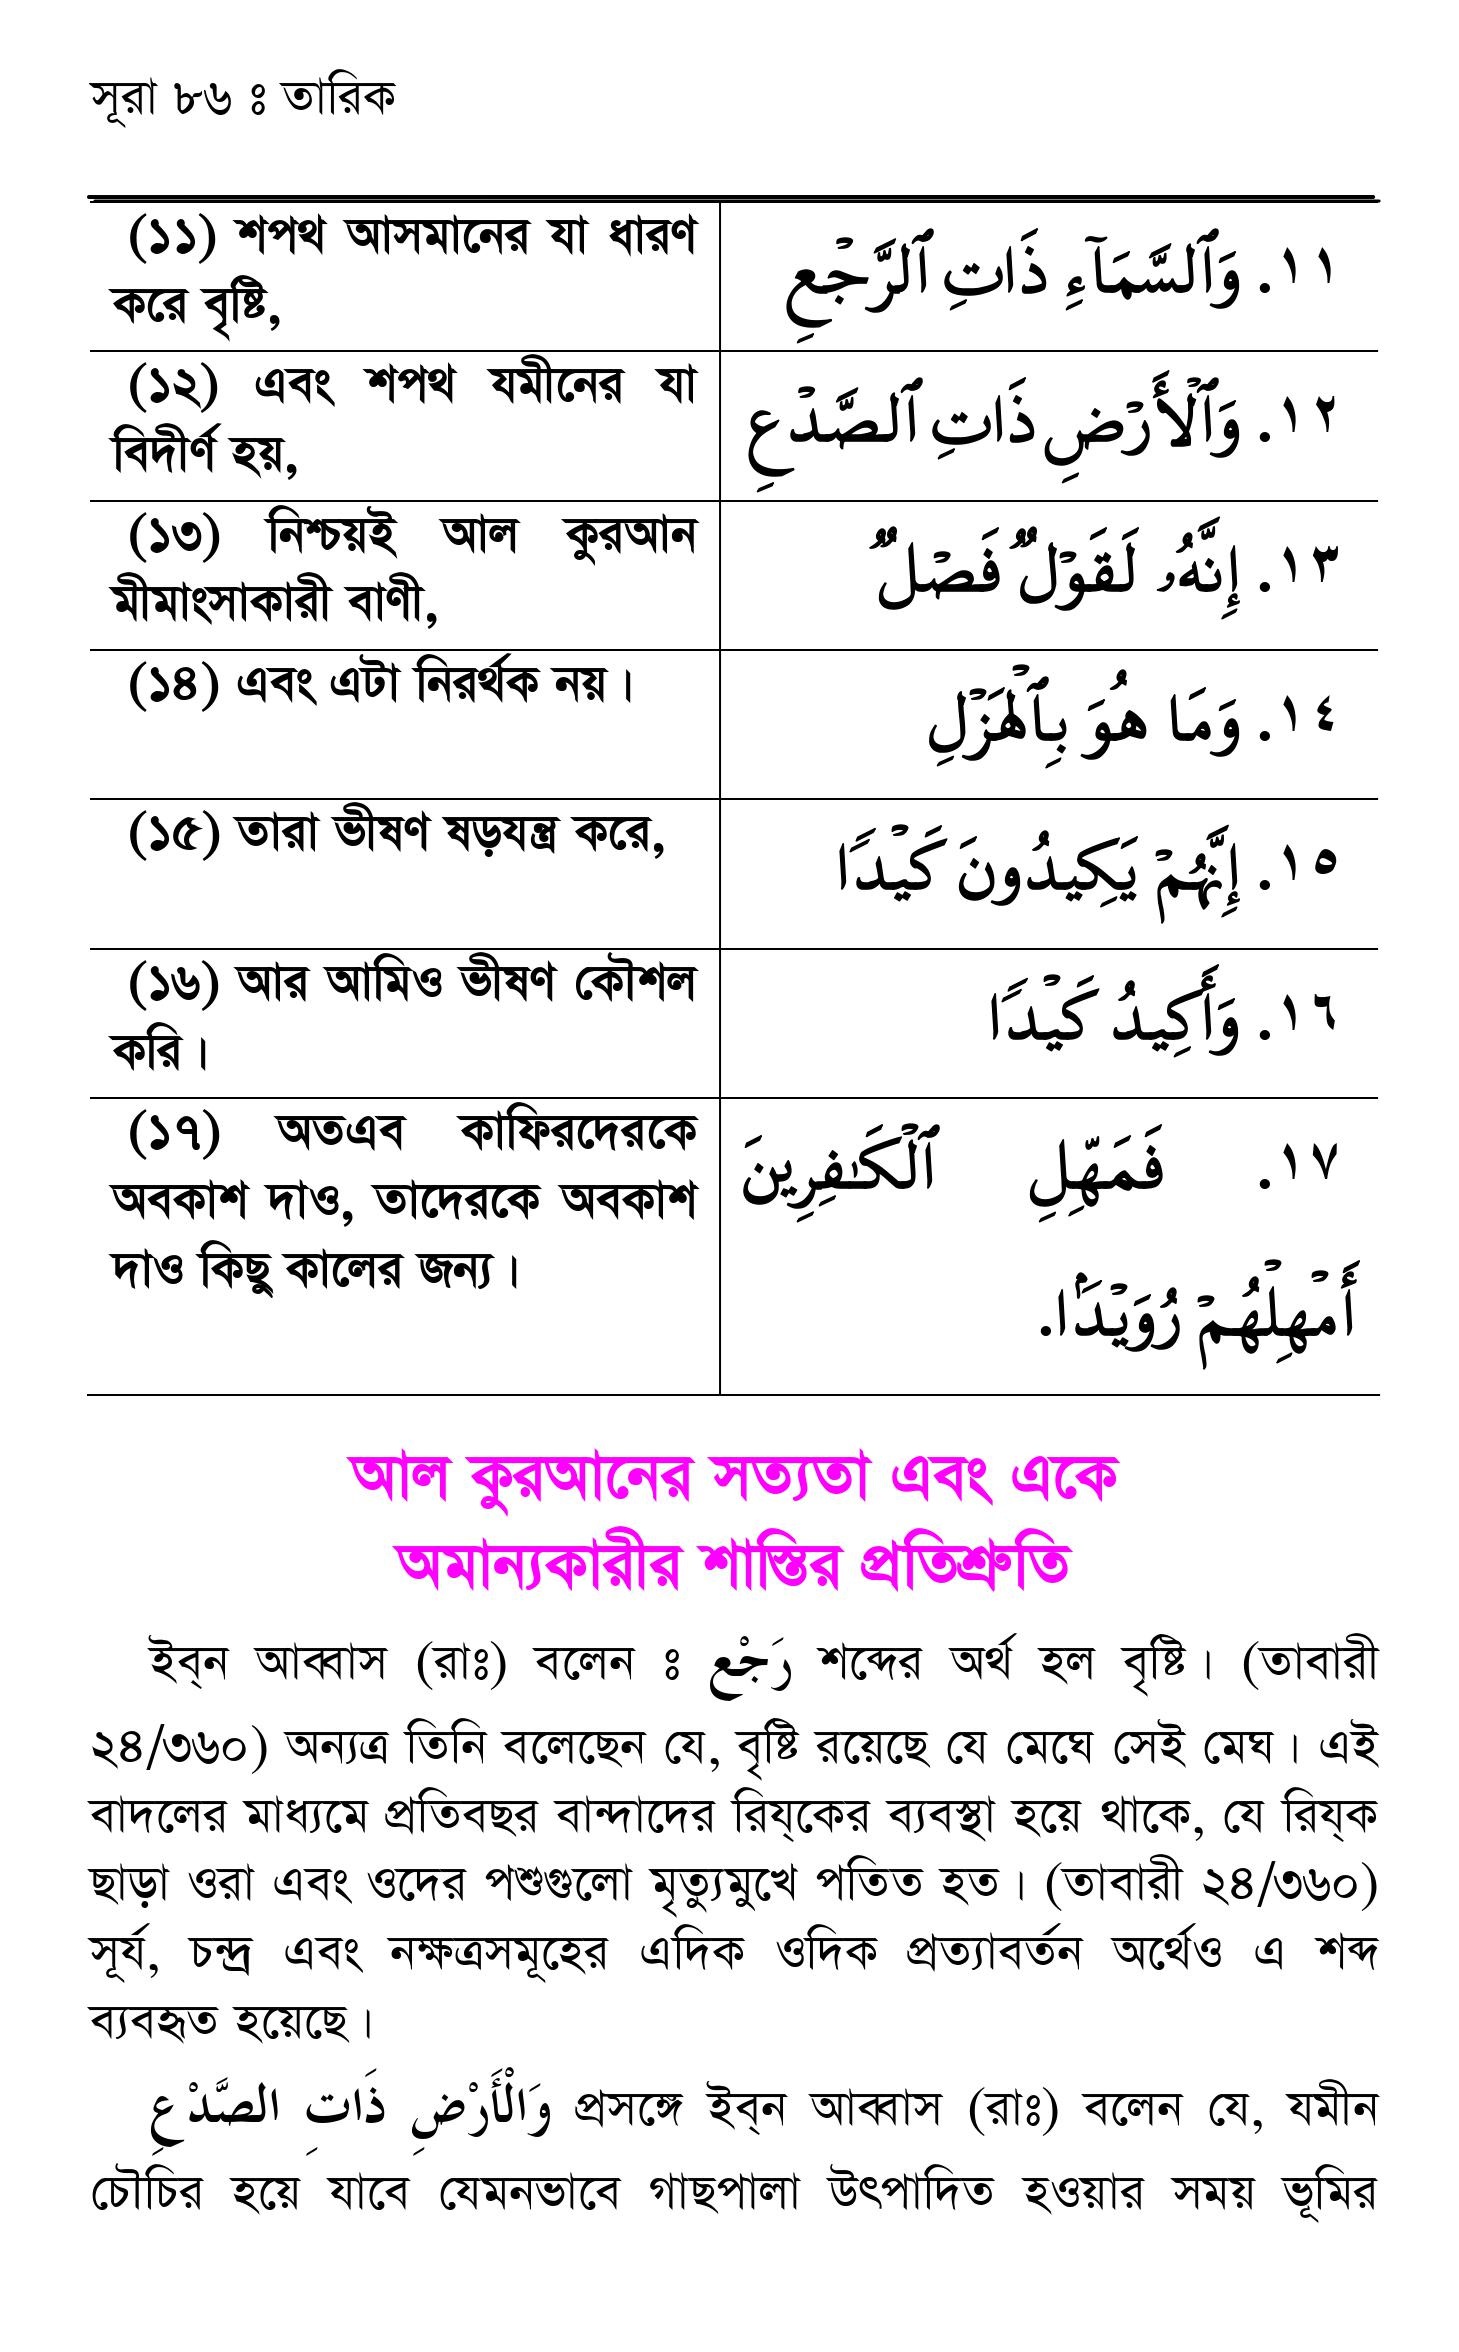 সূরা ৮৬ ঃ তারিক
(১১) শপথ আসমানের যা ধারণ
করে বৃষ্টি,
١١. وَٱلسَّمَآءِ ذَاتِ ٱلرَّجْعِ
(১২) এবং শপথ যমীনের যা
বিদীর্ণ হয়,
١٢. وَٱلْأَرْضِ ذَاتِ ٱلصَّدْعِ
(১৩) নিশ্চয়ই আল কুরআন
মীমাংসাকারী বাণী,
١٣. إِنَّهُۥ لَقَوْلٌ فَصْلٌ
(১৪) এবং এটা নিরর্থক নয়।
١٤. وَمَا هُوَ بِٱلْهَزْلِ
(১৫) তারা ভীষণ ষড়যন্ত্র করে,
١٥. إِنَّهُمْ يَكِيدُونَ كَيْدًا
(১৬) আর আমিও ভীষণ কৌশল
করি।
١٦. وَأَكِيدُ كَيْدًا
(১৭) অতএব কাফিরদেরকে
অবকাশ দাও, তাদেরকে অবকাশ
দাও কিছু কালের জন্য।
١٧. فَمَهِّلِ ٱلْكَـٰفِرِينَ
أَمْهِلْهُمْ رُوَيْدًۢا.
আল কুরআনের সত্যতা এবং একে
অমান্যকারীর শাস্তির প্রতিশ্রুতি
ইব্‌ন আব্বাস (রাঃ) বলেন ঃ رَجْع শব্দের অর্থ হল বৃষ্টি। (তাবারী
২৪/৩৬০) অন্যত্র তিনি বলেছেন যে, বৃষ্টি রয়েছে যে মেঘে সেই মেঘ। এই
বাদলের মাধ্যমে প্রতিবছর বান্দাদের রিয্‌কের ব্যবস্থা হয়ে থাকে, যে রিয্‌ক
ছাড়া ওরা এবং ওদের পশুগুলো মৃত্যুমুখে পতিত হত। (তাবারী ২৪/৩৬০)
সূর্য, চন্দ্র এবং নক্ষত্রসমূহের এদিক ওদিক প্রত্যাবর্তন অর্থেও এ শব্দ
ব্যবহৃত হয়েছে।
وَالْأَرْضِ ذَاتِ الصَّدْعِ প্রসঙ্গে ইব্‌ন আব্বাস (রাঃ) বলেন যে, যমীন
চৌচির হয়ে যাবে যেমনভাবে গাছপালা উৎপাদিত হওয়ার সময় ভূমির